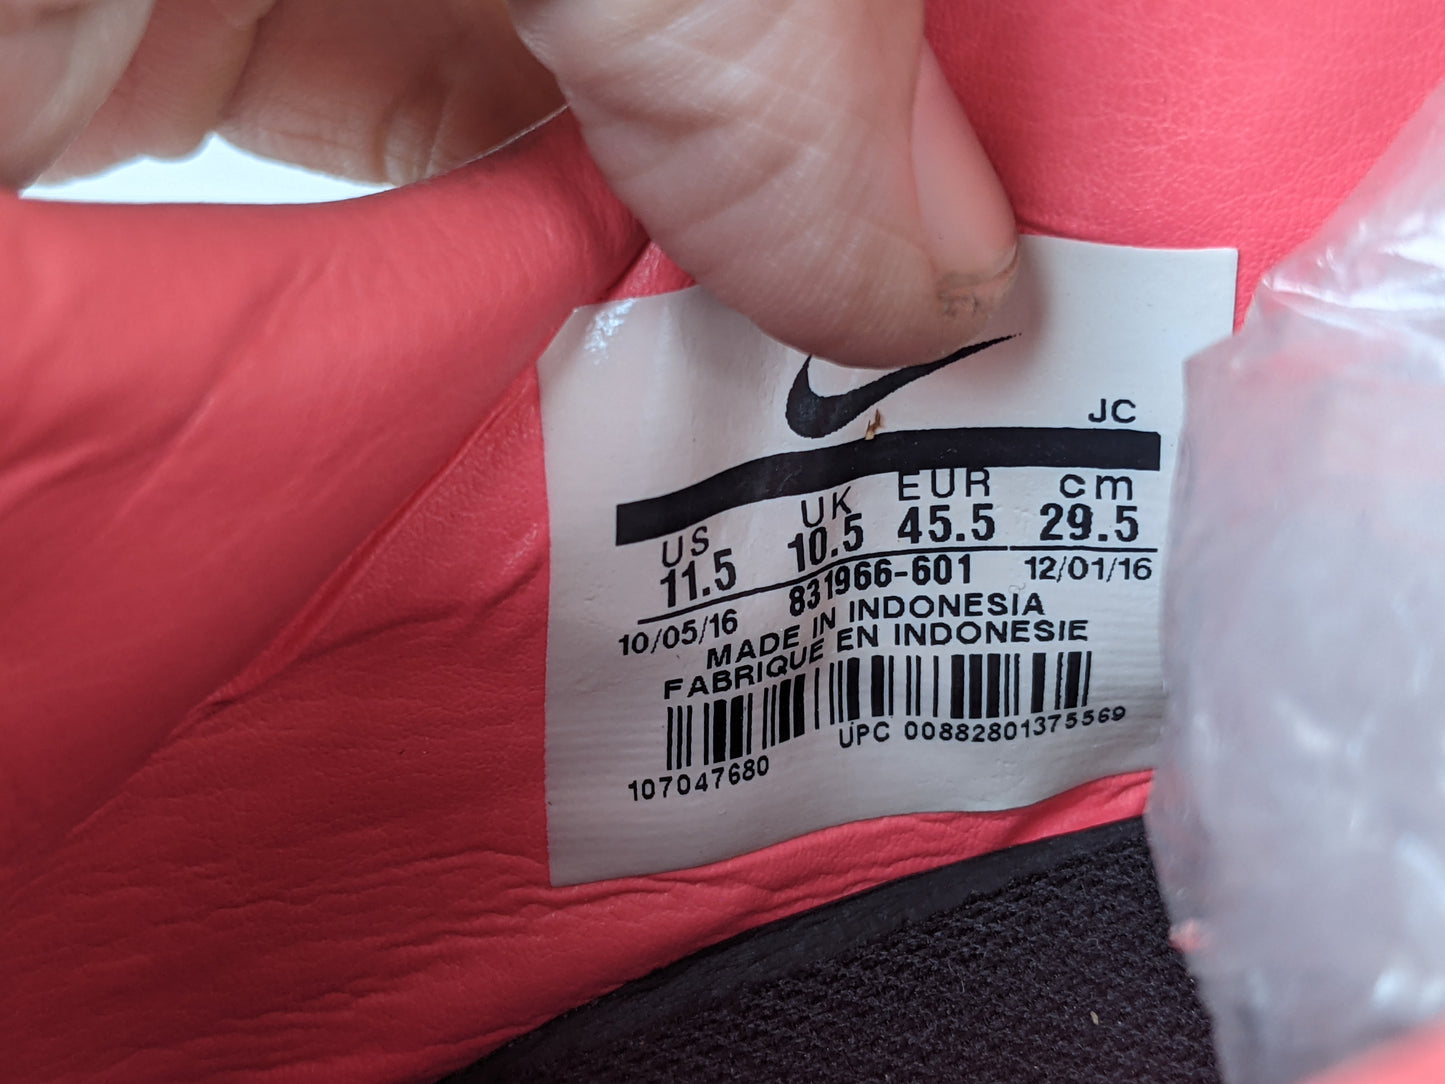 JC
US UK EUR cm
11.5 10.5 45.5 29.5
10/05/16 831966-601 12/01/16
MADE IN INDONESIA
FABRIQUE EN INDONESIE
UPC 00882801375569
107047680